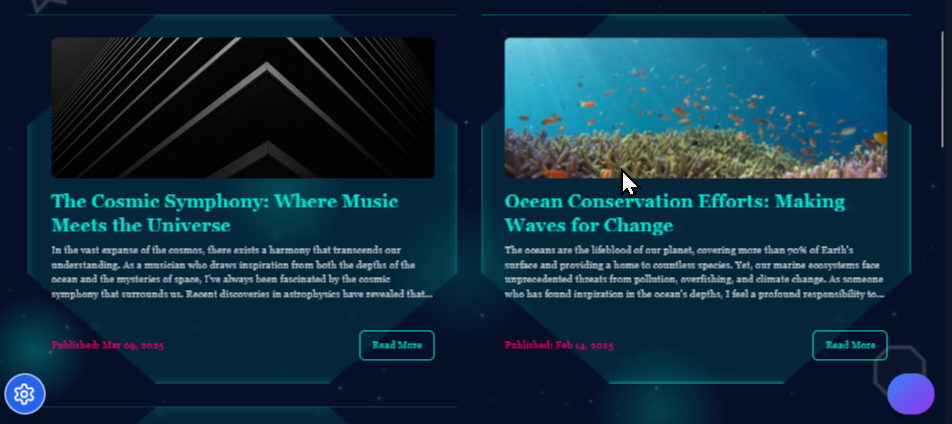 The Cosmic Symphony: Where Music
Meets the Universe
In the vast expanse of the cosmos, there exists a harmony that transcends our
understanding. As a musician who draws inspiration from both the depths of the
ocean and the mysteries of space, I've always been fascinated by the cosmic
symphony that surrounds us. Recent discoveries in astrophysics have revealed that...
Published: Mar 09, 2025
Read More
Ocean Conservation Efforts: Making
Waves for Change
The oceans are the lifeblood of our planet, covering more than 70% of Earth's
surface and providing a home to countless species. Yet, our marine ecosystems face
unprecedented threats from pollution, overfishing, and climate change. As someone
who has found inspiration in the ocean's depths, I feel a profound responsibility to...
Published: Feb 14, 2025
Read More